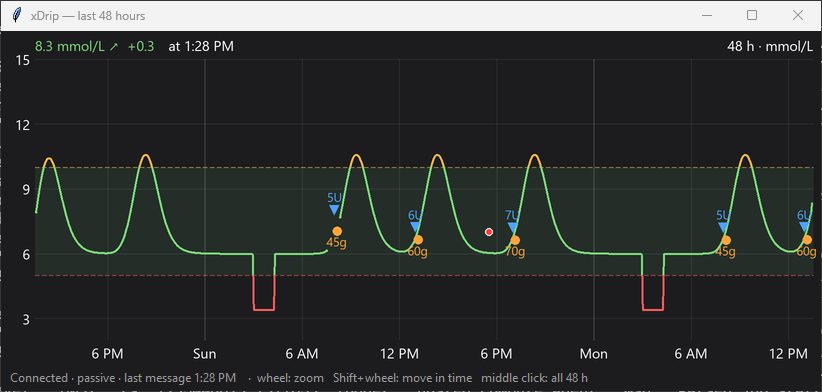 xDrip — last 48 hours
8.3 mmol/L ↗ +0.3 at 1:28 PM 48 h · mmol/L
15
12
9
6
3
5U
45g
6U
60g
7U
70g
5U
45g
6U
60g
6 PM Sun 6 AM 12 PM 6 PM Mon 6 AM 12 PM
Connected · passive · last message 1:28 PM · wheel: zoom Shift+wheel: move in time middle click: all 48 h